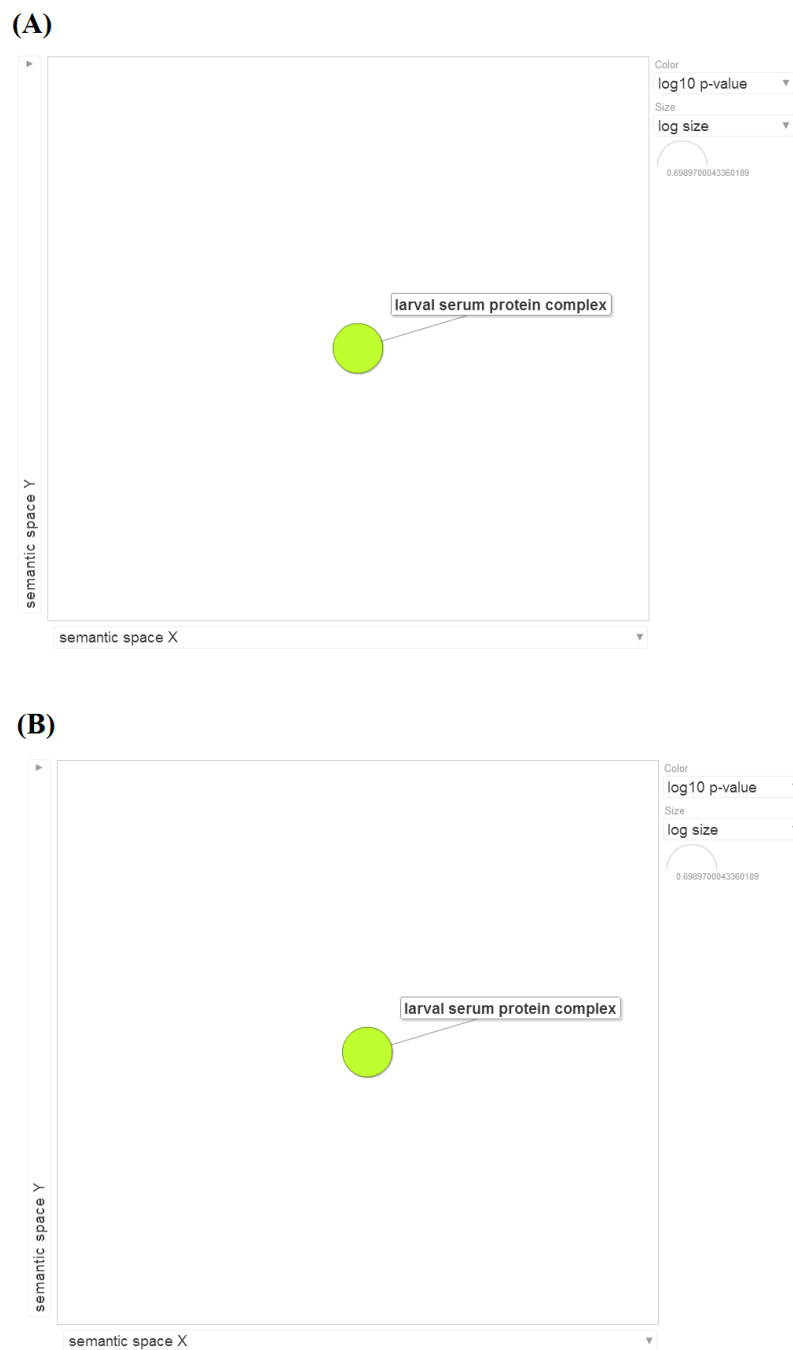 (A)
Color
log10 p-value
Size
log size
0.6989700043360189
larval serum protein complex
semantic space Y
semantic space X
(B)
Color
log10 p-value
Size
log size
0.6989700043360189
larval serum protein complex
semantic space Y
semantic space X